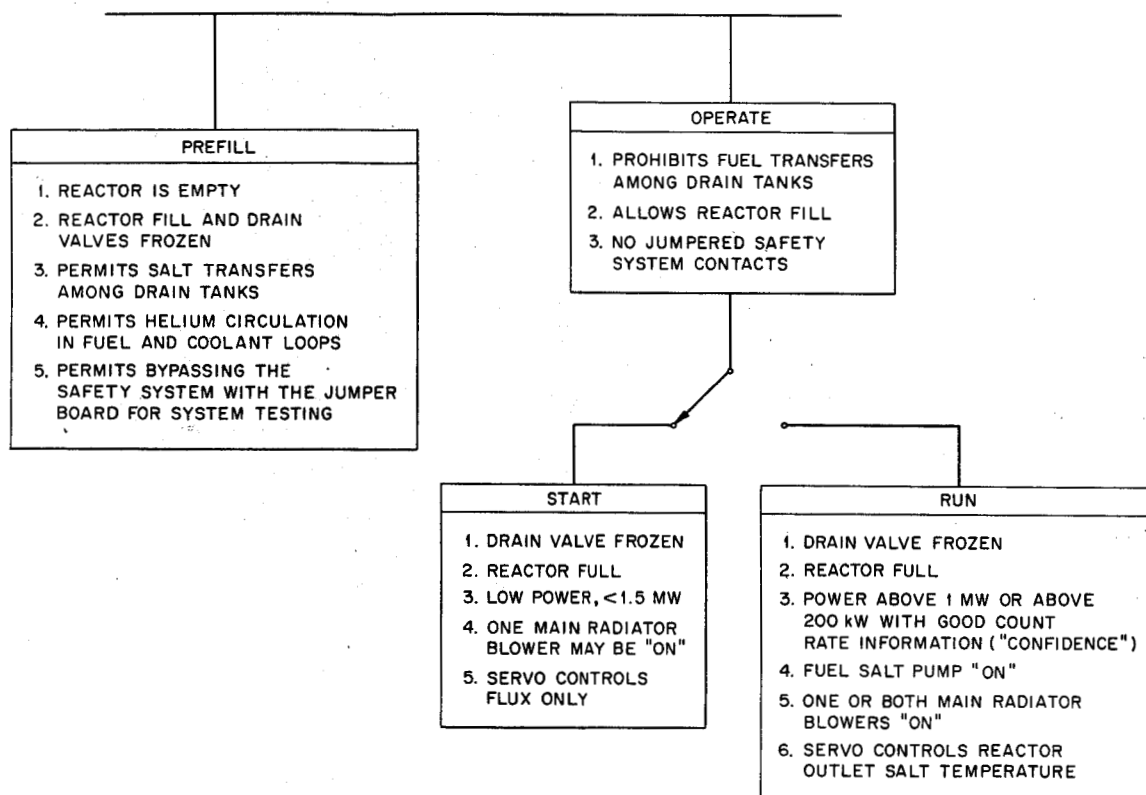 PREFILL
1. REACTOR IS EMPTY
2. REACTOR FILL AND DRAIN
VALVES FROZEN
3. PERMITS SALT TRANSFERS
AMONG DRAIN TANKS
4. PERMITS HELIUM CIRCULATION
IN FUEL AND COOLANT LOOPS
5. PERMITS BYPASSING THE
SAFETY SYSTEM WITH THE JUMPER
BOARD FOR SYSTEM TESTING
OPERATE
1. PROHIBITS FUEL TRANSFERS
AMONG DRAIN TANKS
2. ALLOWS REACTOR FILL
3. NO JUMPERED SAFETY
SYSTEM CONTACTS
START
1. DRAIN VALVE FROZEN
2. REACTOR FULL
3. LOW POWER, <1.5 MW
4. ONE MAIN RADIATOR
BLOWER MAY BE "ON"
5. SERVO CONTROLS
FLUX ONLY
RUN
1. DRAIN VALVE FROZEN
2. REACTOR FULL
3. POWER ABOVE 1 MW OR ABOVE
200 kW WITH GOOD COUNT
RATE INFORMATION ("CONFIDENCE")
4. FUEL SALT PUMP "ON"
5. ONE OR BOTH MAIN RADIATOR
BLOWERS "ON"
6. SERVO CONTROLS REACTOR
OUTLET SALT TEMPERATURE